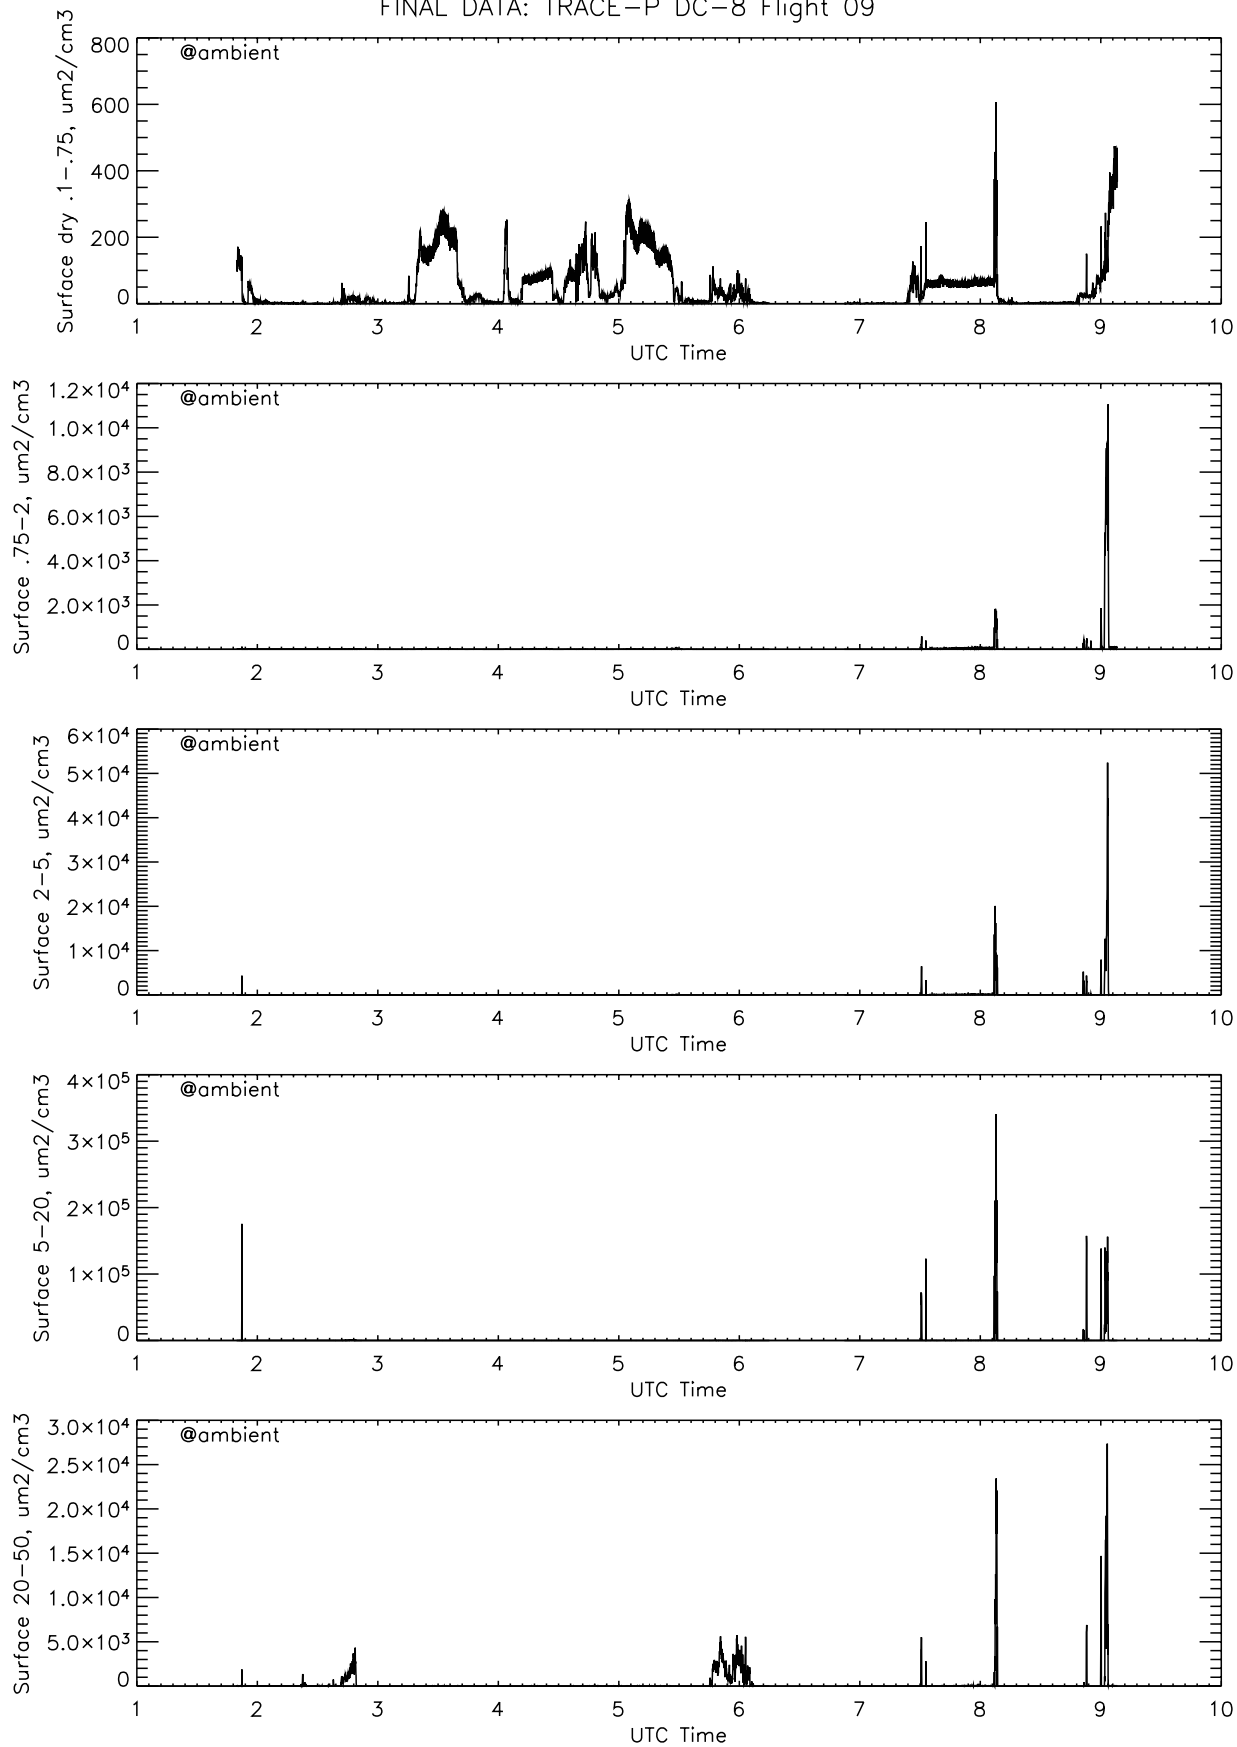 FINAL DATA: TRACE-P DC-8 Flight 09
Surface dry .1-.75, um2/cm3
800
600
400
200
0
@ambient
1 2 3 4 5 6 7 8 9 10
UTC Time
Surface .75-2, um2/cm3
1.2×10⁴
1.0×10⁴
8.0×10³
6.0×10³
4.0×10³
2.0×10³
0
@ambient
1 2 3 4 5 6 7 8 9 10
UTC Time
Surface 2-5, um2/cm3
6×10⁴
5×10⁴
4×10⁴
3×10⁴
2×10⁴
1×10⁴
0
@ambient
1 2 3 4 5 6 7 8 9 10
UTC Time
Surface 5-20, um2/cm3
4×10⁵
3×10⁵
2×10⁵
1×10⁵
0
@ambient
1 2 3 4 5 6 7 8 9 10
UTC Time
Surface 20-50, um2/cm3
3.0×10⁴
2.5×10⁴
2.0×10⁴
1.5×10⁴
1.0×10⁴
5.0×10³
0
@ambient
1 2 3 4 5 6 7 8 9 10
UTC Time